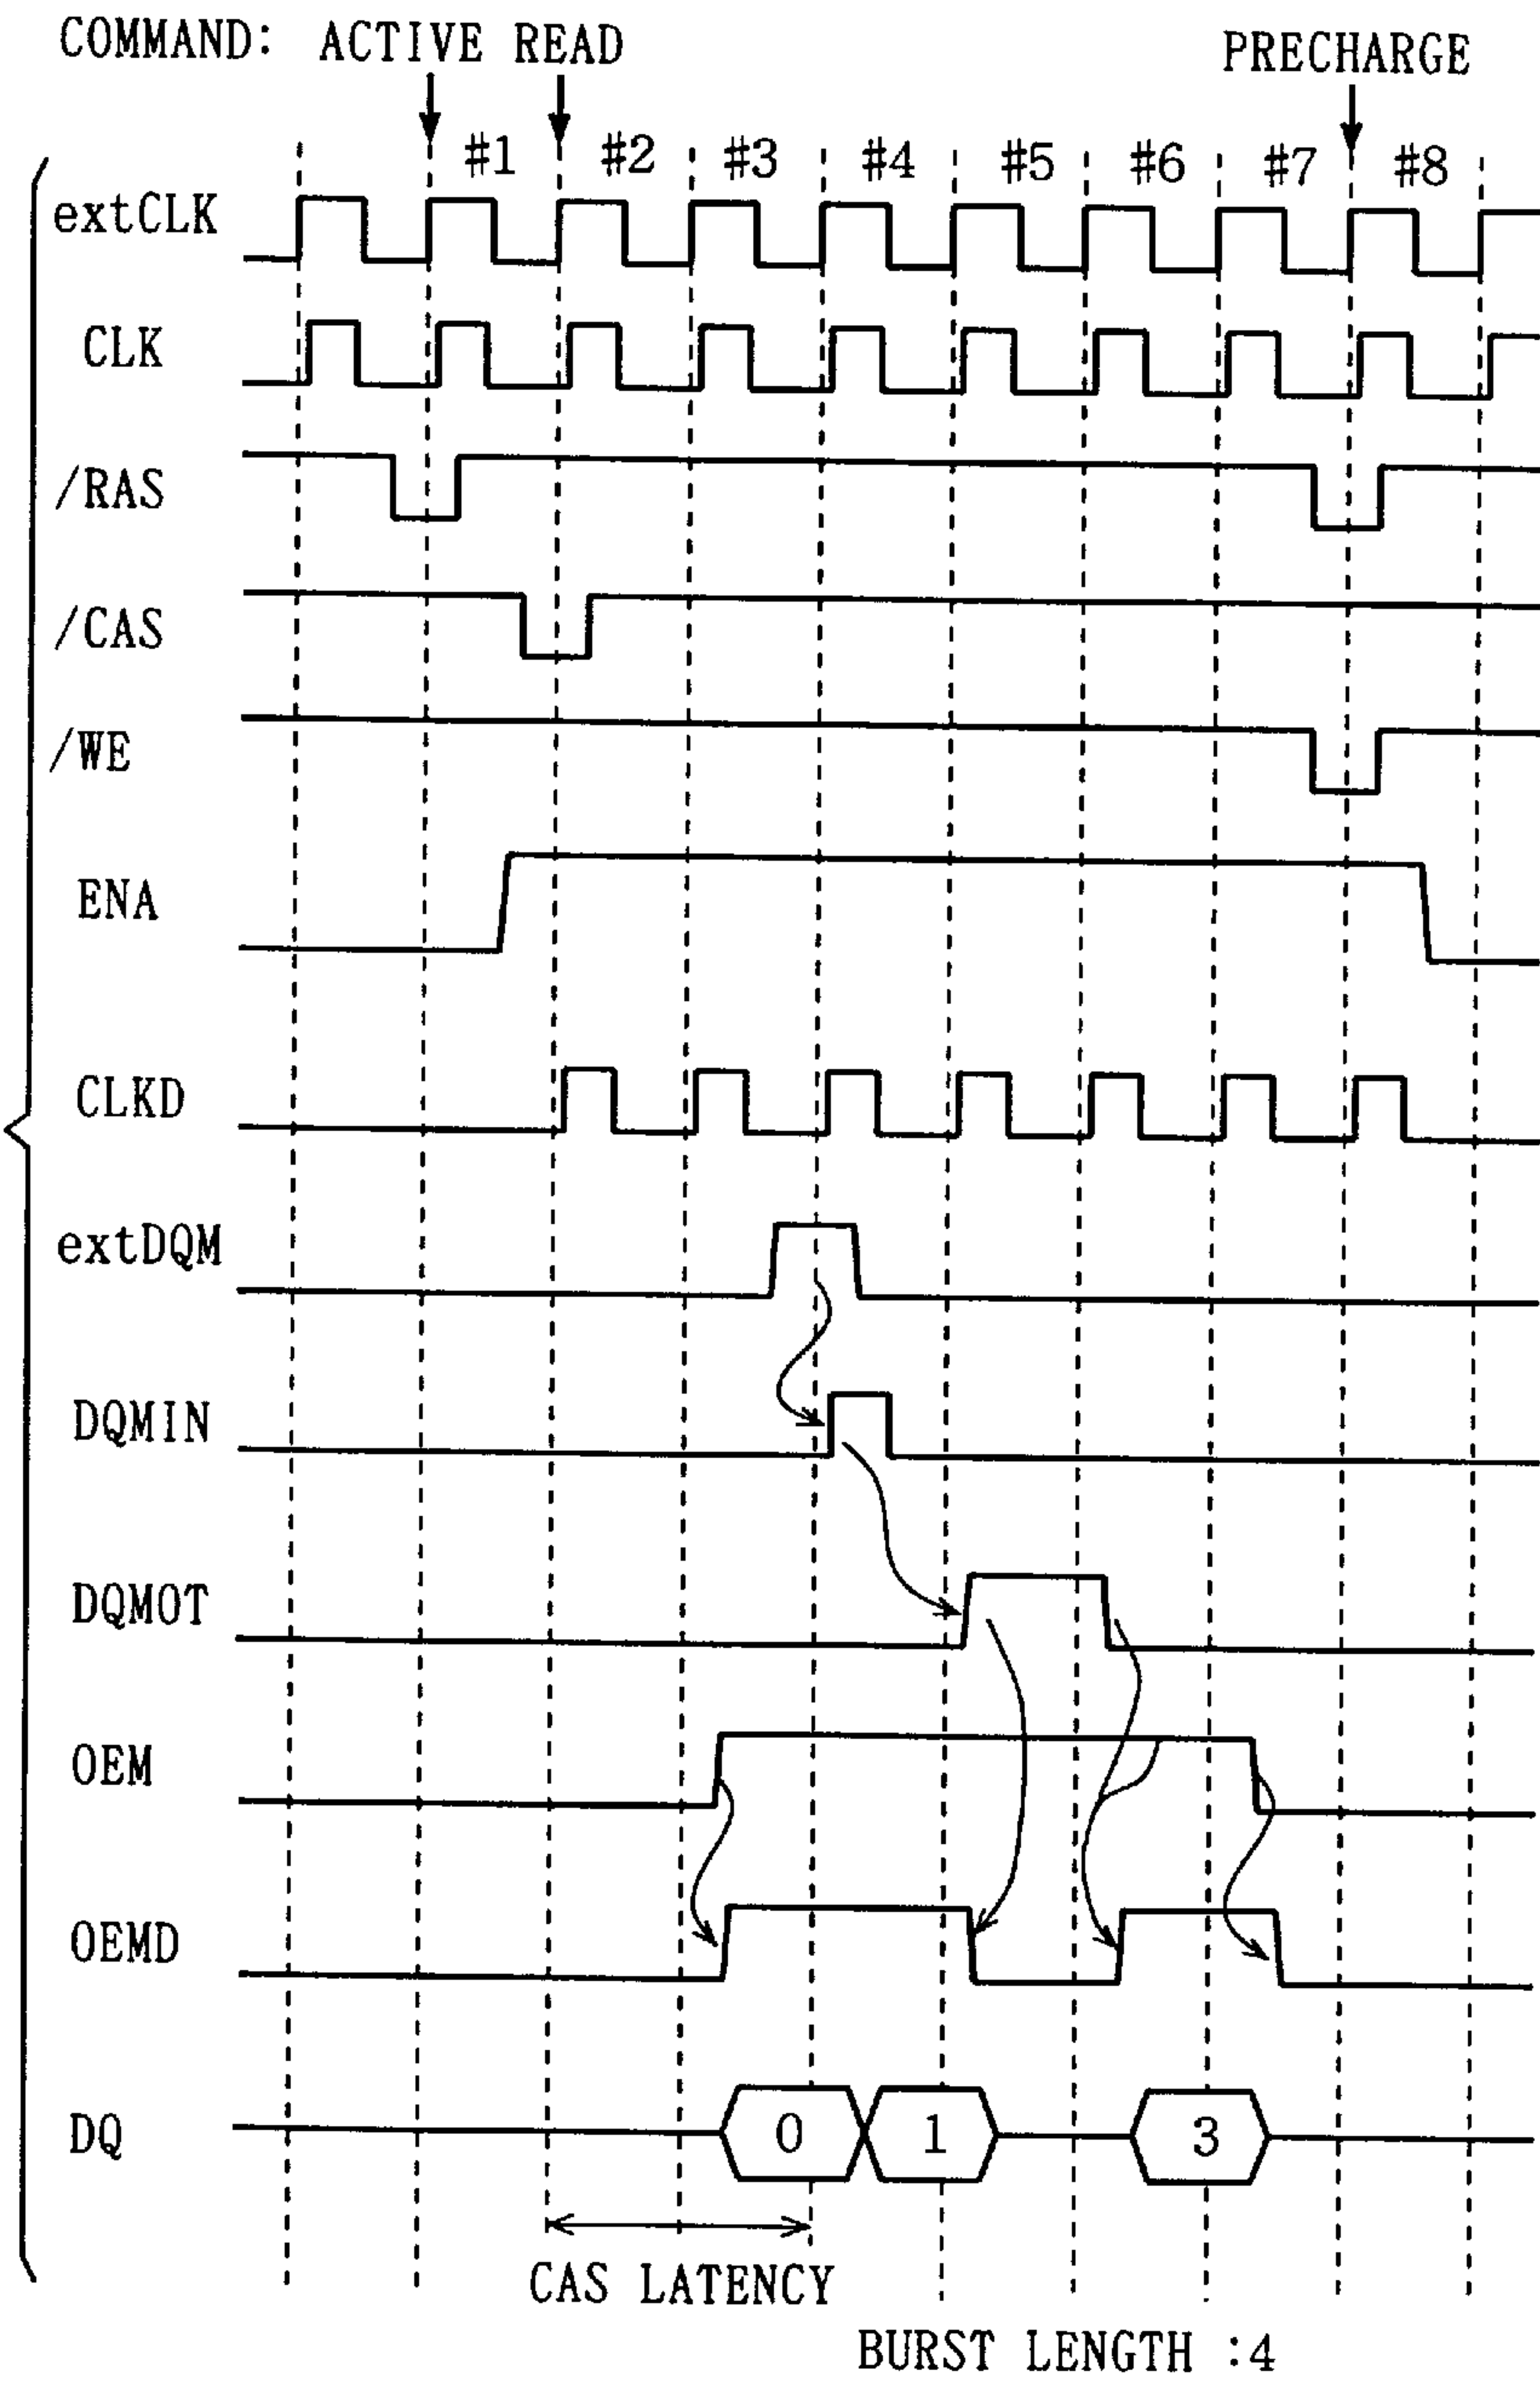 COMMAND: ACTIVE READ PRECHARGE
#1 #2 #3 #4 #5 #6 #7 #8
extCLK
CLK
/RAS
/CAS
/WE
ENA
CLKD
extDQM
DQMIN
DQMOT
OEM
OEMD
DQ 0 1 3
CAS LATENCY
BURST LENGTH :4